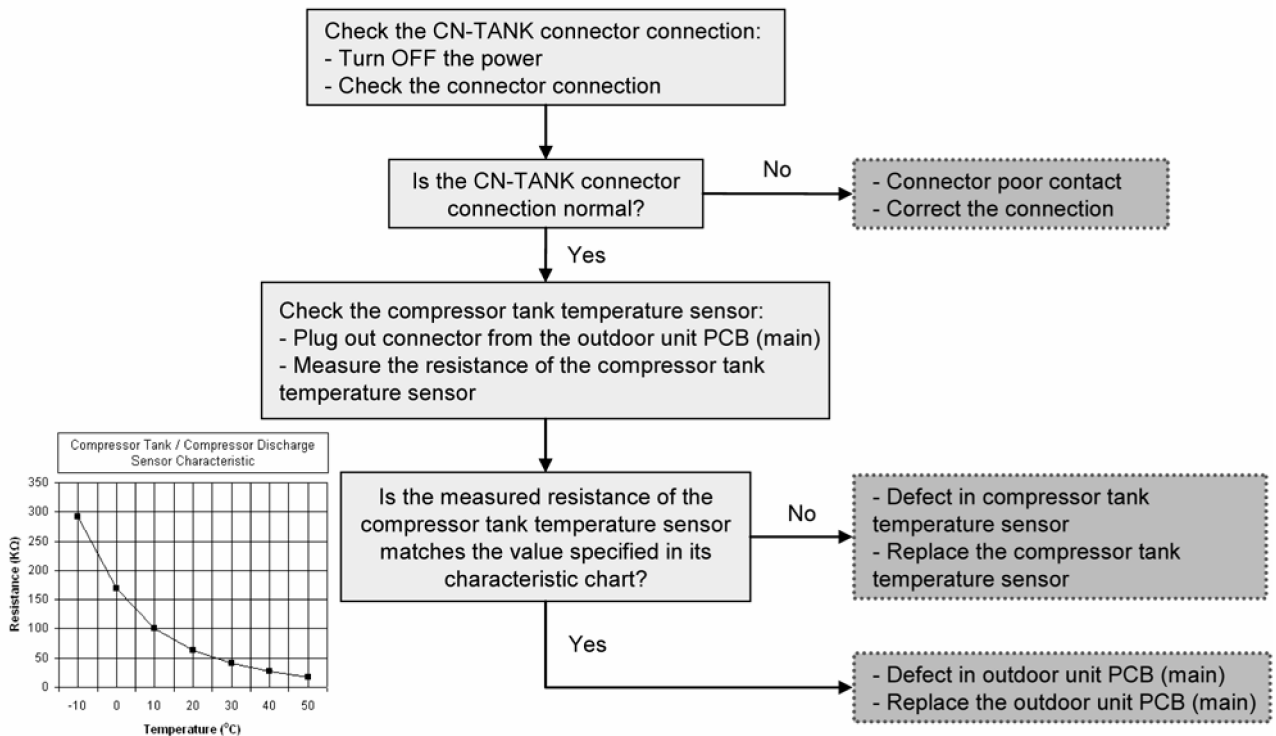 Check the CN-TANK connector connection:
- Turn OFF the power
- Check the connector connection
Is the CN-TANK connector
connection normal?
No
- Connector poor contact
- Correct the connection
Yes
Check the compressor tank temperature sensor:
- Plug out connector from the outdoor unit PCB (main)
- Measure the resistance of the compressor tank
temperature sensor
Compressor Tank / Compressor Discharge
Sensor Characteristic
Resistance (KΩ)
350
300
250
200
150
100
50
0
-10 0 10 20 30 40 50
Temperature (⁰C)
Is the measured resistance of the
compressor tank temperature sensor
matches the value specified in its
characteristic chart?
No
- Defect in compressor tank
temperature sensor
- Replace the compressor tank
temperature sensor
Yes
- Defect in outdoor unit PCB (main)
- Replace the outdoor unit PCB (main)